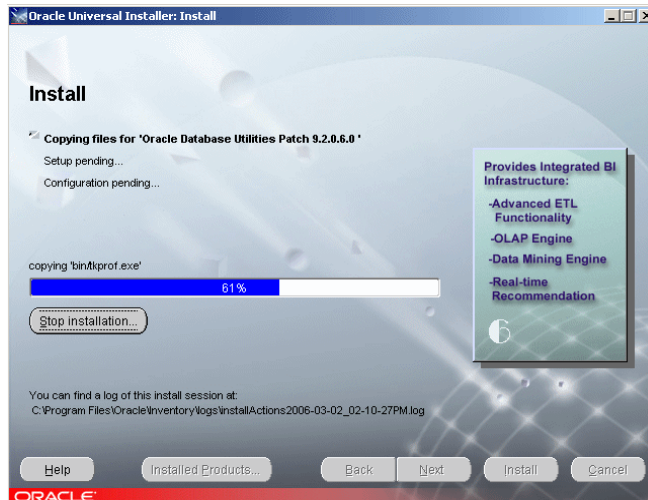 Oracle Universal Installer: Install
Install
Copying files for 'Oracle Database Utilities Patch 9.2.0.6.0 '
Setup pending...
Configuration pending...
copying 'bin/tkprof.exe'
61%
Stop installation...
Provides Integrated BI
Infrastructure:
-Advanced ETL
Functionality
-OLAP Engine
-Data Mining Engine
-Real-time
Recommendation
6
You can find a log of this install session at:
C:\Program Files\Oracle\Inventory\logs\installActions2006-03-02_02-10-27PM.log
Help
Installed Products...
Back
Next
Install
Cancel
ORACLE